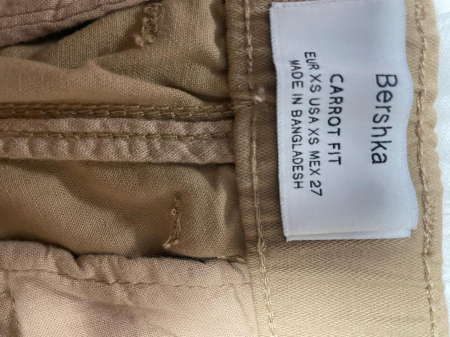 Bershka
CARROT FIT
EUR XS USA XS MEX 27
MADE IN BANGLADESH